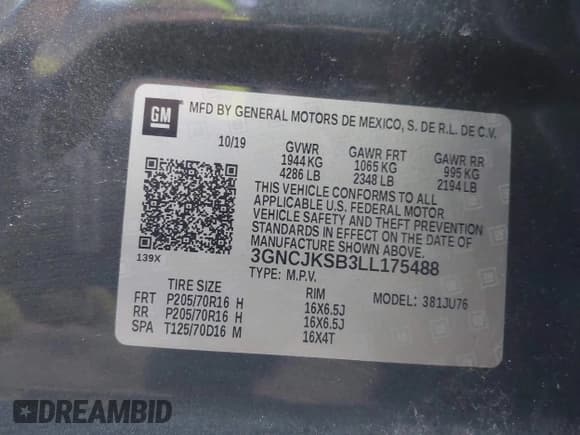 GM
MFD BY GENERAL MOTORS DE MEXICO, S. DE R.L. DE C.V.
10/19 GVWR GAWR FRT GAWR RR
1944 KG 1065 KG 995 KG
4286 LB 2348 LB 2194 LB
THIS VEHICLE CONFORMS TO ALL
APPLICABLE U.S. FEDERAL MOTOR
VEHICLE SAFETY AND THEFT PREVENTION
STANDARDS IN EFFECT ON THE DATE OF
MANUFACTURE SHOWN ABOVE.
3GNCJKSB3LL175488
139X TYPE: M.P.V.
TIRE SIZE RIM MODEL: 381JU76
FRT P205/70R16 H 16X6.5J
RR P205/70R16 H 16X6.5J
SPA T125/70D16 M 16X4T
DREAMBID